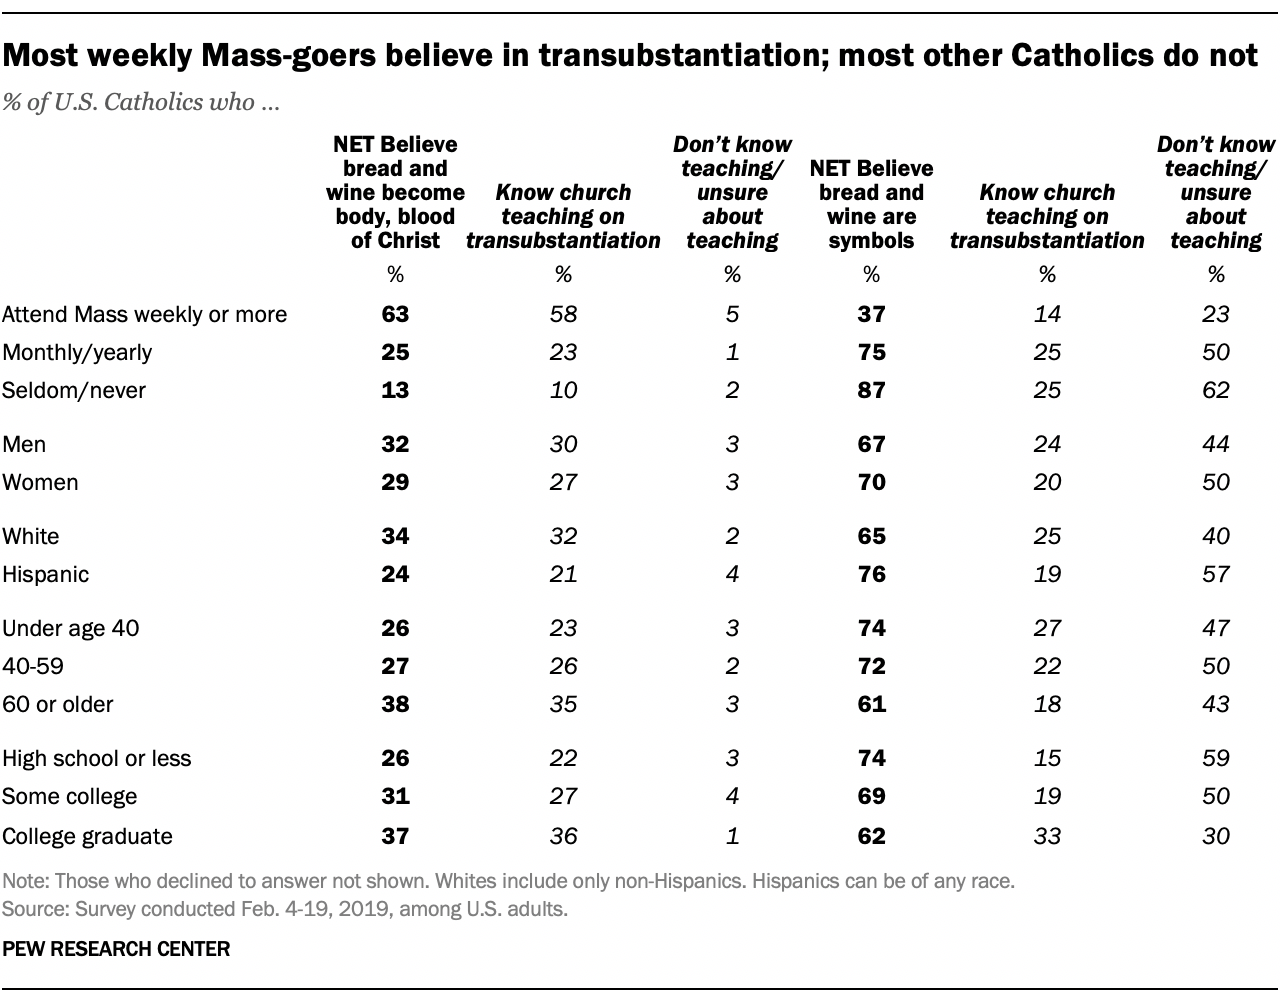 Most weekly Mass-goers believe in transubstantiation; most other Catholics do not
% of U.S. Catholics who ...
NET Believe bread and wine become body, blood of Christ
Know church teaching on transubstantiation
Don't know teaching/ unsure about teaching
NET Believe bread and wine are symbols
Know church teaching on transubstantiation
Don't know teaching/ unsure about teaching
% % % % % %
Attend Mass weekly or more 63 58 5 37 14 23
Monthly/yearly 25 23 1 75 25 50
Seldom/never 13 10 2 87 25 62
Men 32 30 3 67 24 44
Women 29 27 3 70 20 50
White 34 32 2 65 25 40
Hispanic 24 21 4 76 19 57
Under age 40 26 23 3 74 27 47
40-59 27 26 2 72 22 50
60 or older 38 35 3 61 18 43
High school or less 26 22 3 74 15 59
Some college 31 27 4 69 19 50
College graduate 37 36 1 62 33 30
Note: Those who declined to answer not shown. Whites include only non-Hispanics. Hispanics can be of any race.
Source: Survey conducted Feb. 4-19, 2019, among U.S. adults.
PEW RESEARCH CENTER